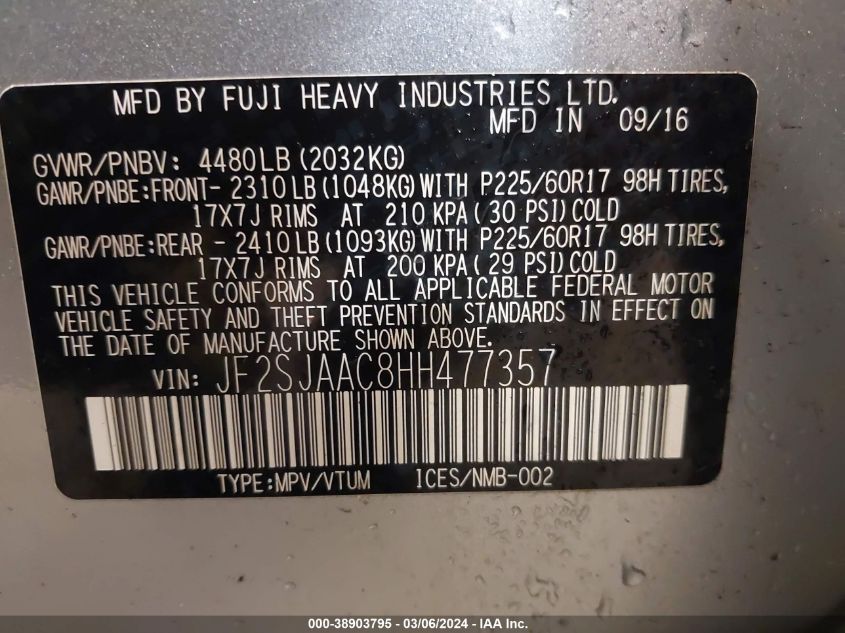 MFD BY FUJI HEAVY INDUSTRIES LTD.
MFD IN 09/16
GVWR/PNBV: 4480LB (2032KG)
GAWR/PNBE:FRONT- 2310LB (1048KG) WITH P225/60R17 98H TIRES,
17X7J RIMS AT 210 KPA (30 PSI) COLD
GAWR/PNBE:REAR - 2410LB (1093KG) WITH P225/60R17 98H TIRES,
17X7J RIMS AT 200 KPA (29 PSI) COLD
THIS VEHICLE CONFORMS TO ALL APPLICABLE FEDERAL MOTOR
VEHICLE SAFETY AND THEFT PREVENTION STANDARDS IN EFFECT ON
THE DATE OF MANUFACTURE SHOWN ABOVE.
VIN: JF2SJAAC8HH477357
TYPE:MPV/VTUM ICES/NMB-002
000-38903795 - 03/06/2024 - IAA Inc.